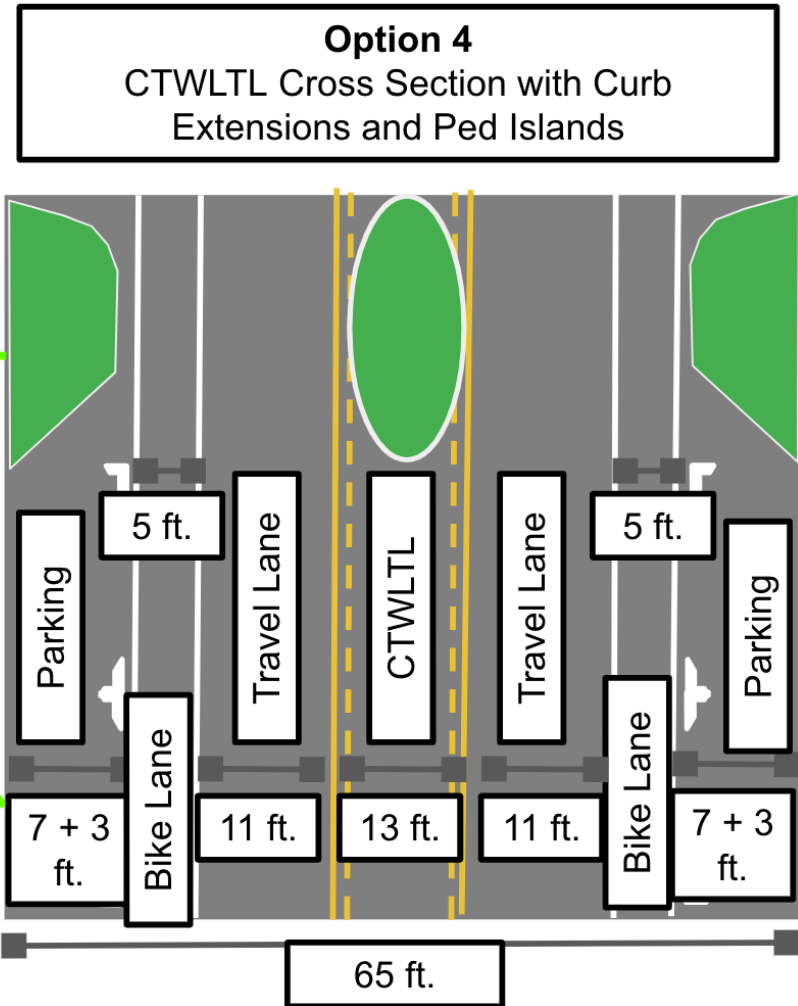 Option 4
CTWLTL Cross Section with Curb
Extensions and Ped Islands
5 ft.
5 ft.
Parking
Travel Lane
CTWLTL
Travel Lane
Parking
Bike Lane
Bike Lane
7 + 3
ft.
11 ft.
13 ft.
11 ft.
7 + 3
ft.
65 ft.